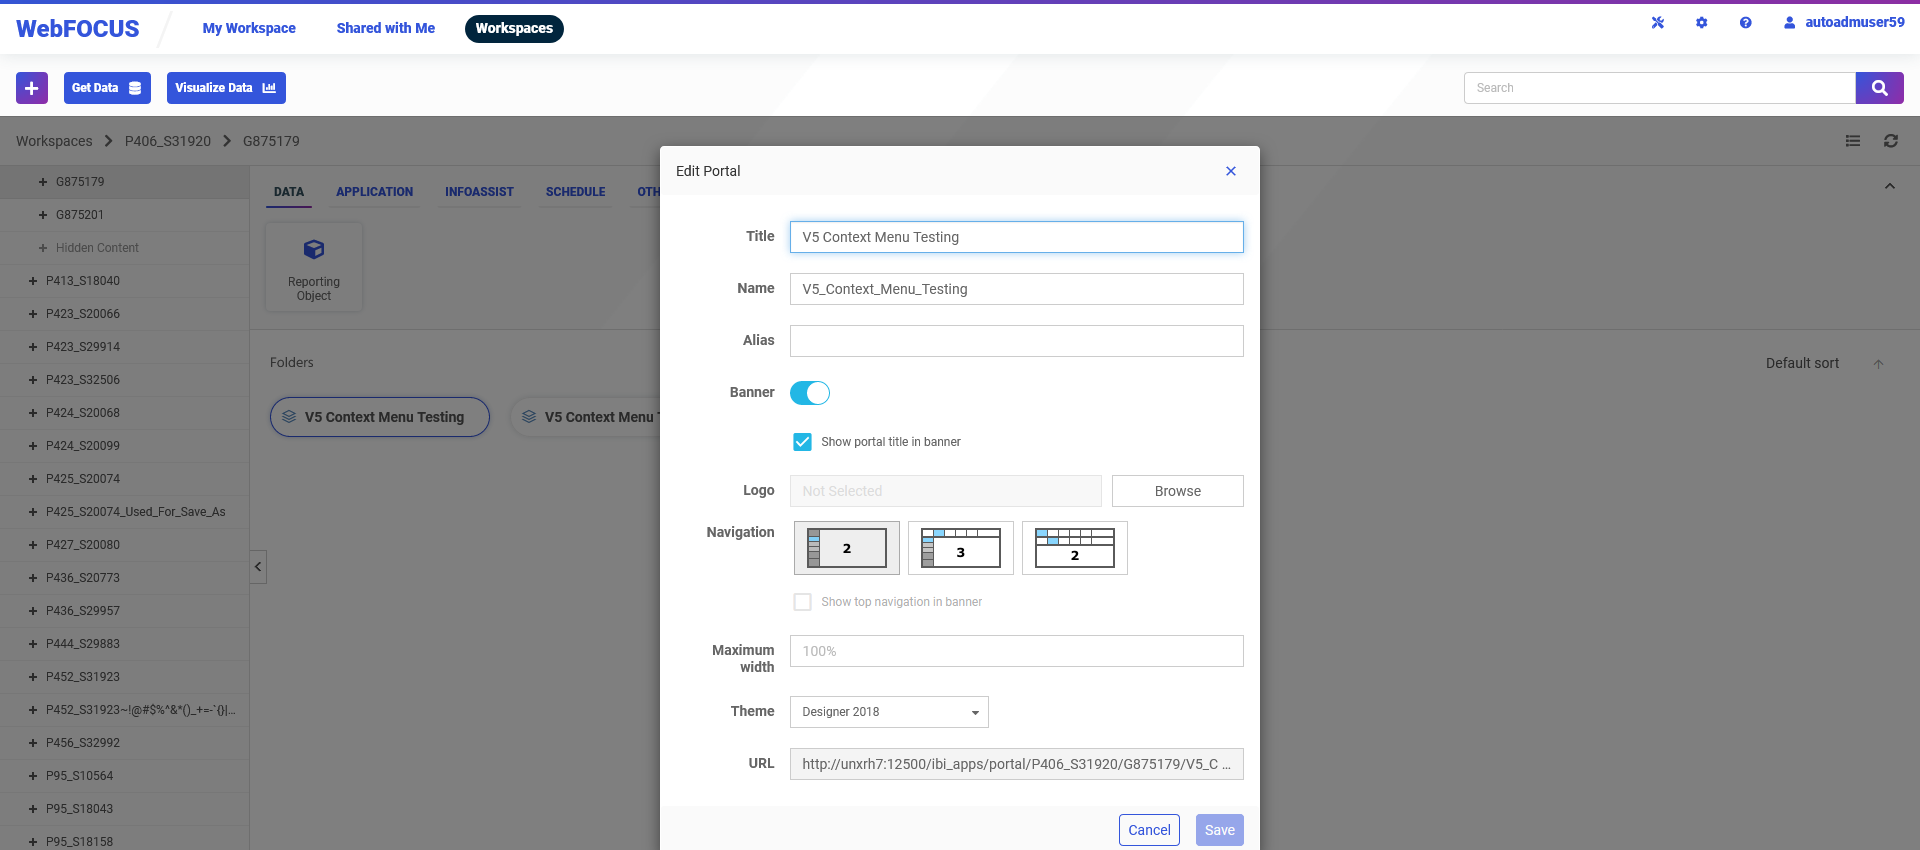 WebFOCUS
My Workspace
Shared with Me
Workspaces
autoadmuser59
Get Data
Visualize Data
Search
Workspaces
P406_S31920
G875179
G875179
G875201
Hidden Content
P413_S18040
P423_S20066
P423_S29914
P423_S32506
P424_S20068
P424_S20099
P425_S20074
P425_S20074_Used_For_Save_As
P427_S20080
P436_S20773
P436_S29957
P444_S29883
P452_S31923
P452_S31923~!@#$%^&*()_+=-`{}|...
P456_S32992
P95_S10564
P95_S18043
P95_S18158
DATA
APPLICATION
INFOASSIST
SCHEDULE
OTH
Reporting
Object
Folders
Default sort
V5 Context Menu Testing
V5 Context Menu
Edit Portal
Title
V5 Context Menu Testing
Name
V5_Context_Menu_Testing
Alias
Banner
Show portal title in banner
Logo
Not Selected
Browse
Navigation
2
3
2
Show top navigation in banner
Maximum
width
100%
Theme
Designer 2018
URL
http://unxrh7:12500/ibi_apps/portal/P406_S31920/G875179/V5_C ...
Cancel
Save